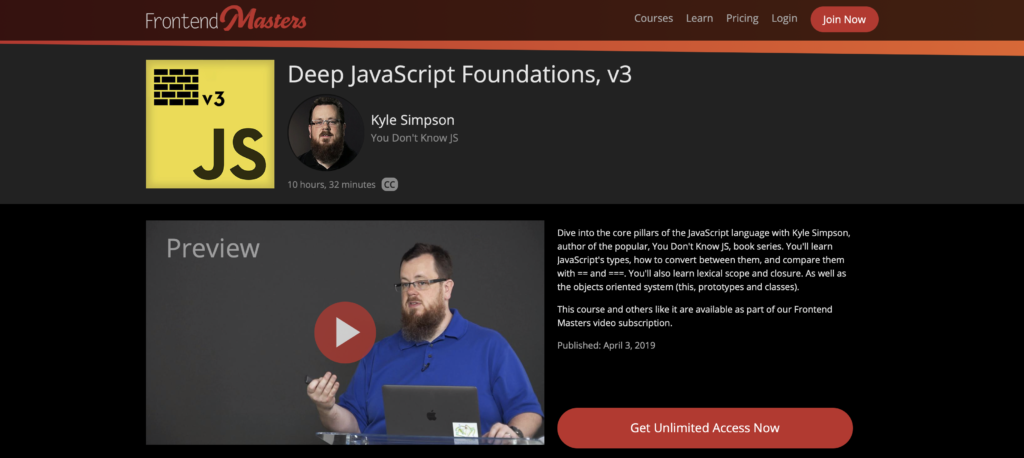 Frontend Masters
Courses Learn Pricing Login Join Now
Deep JavaScript Foundations, v3
v3
JS
Kyle Simpson
You Don't Know JS
10 hours, 32 minutes CC
Preview
Dive into the core pillars of the JavaScript language with Kyle Simpson,
author of the popular, You Don't Know JS, book series. You'll learn
JavaScript's types, how to convert between them, and compare them
with == and ===. You'll also learn lexical scope and closure. As well as
the objects oriented system (this, prototypes and classes).
This course and others like it are available as part of our Frontend
Masters video subscription.
Published: April 3, 2019
Get Unlimited Access Now